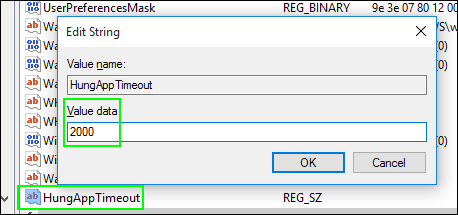 UserPreferencesMask REG_BINARY 9e 3e 07 80 12 00
Edit String
Value name:
HungAppTimeout
Value data
2000
OK Cancel
HungAppTimeout REG_SZ